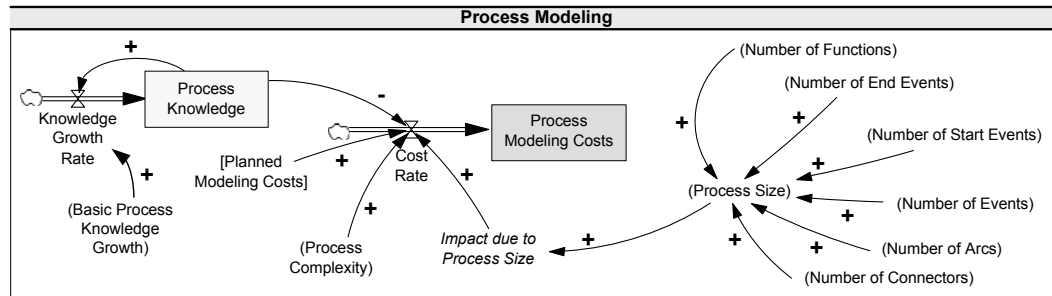 Process Modeling
+
Process
Knowledge
Knowledge
Growth
Rate
+
(Basic Process
Knowledge
Growth)
-
[Planned
Modeling Costs]
+
Cost
Rate
+
(Process
Complexity)
+
Impact due to
Process Size
Process
Modeling Costs
+
(Number of Functions)
+
(Number of End Events)
+
(Number of Start Events)
+
(Process Size)
+
(Number of Events)
+
(Number of Arcs)
+
(Number of Connectors)
+